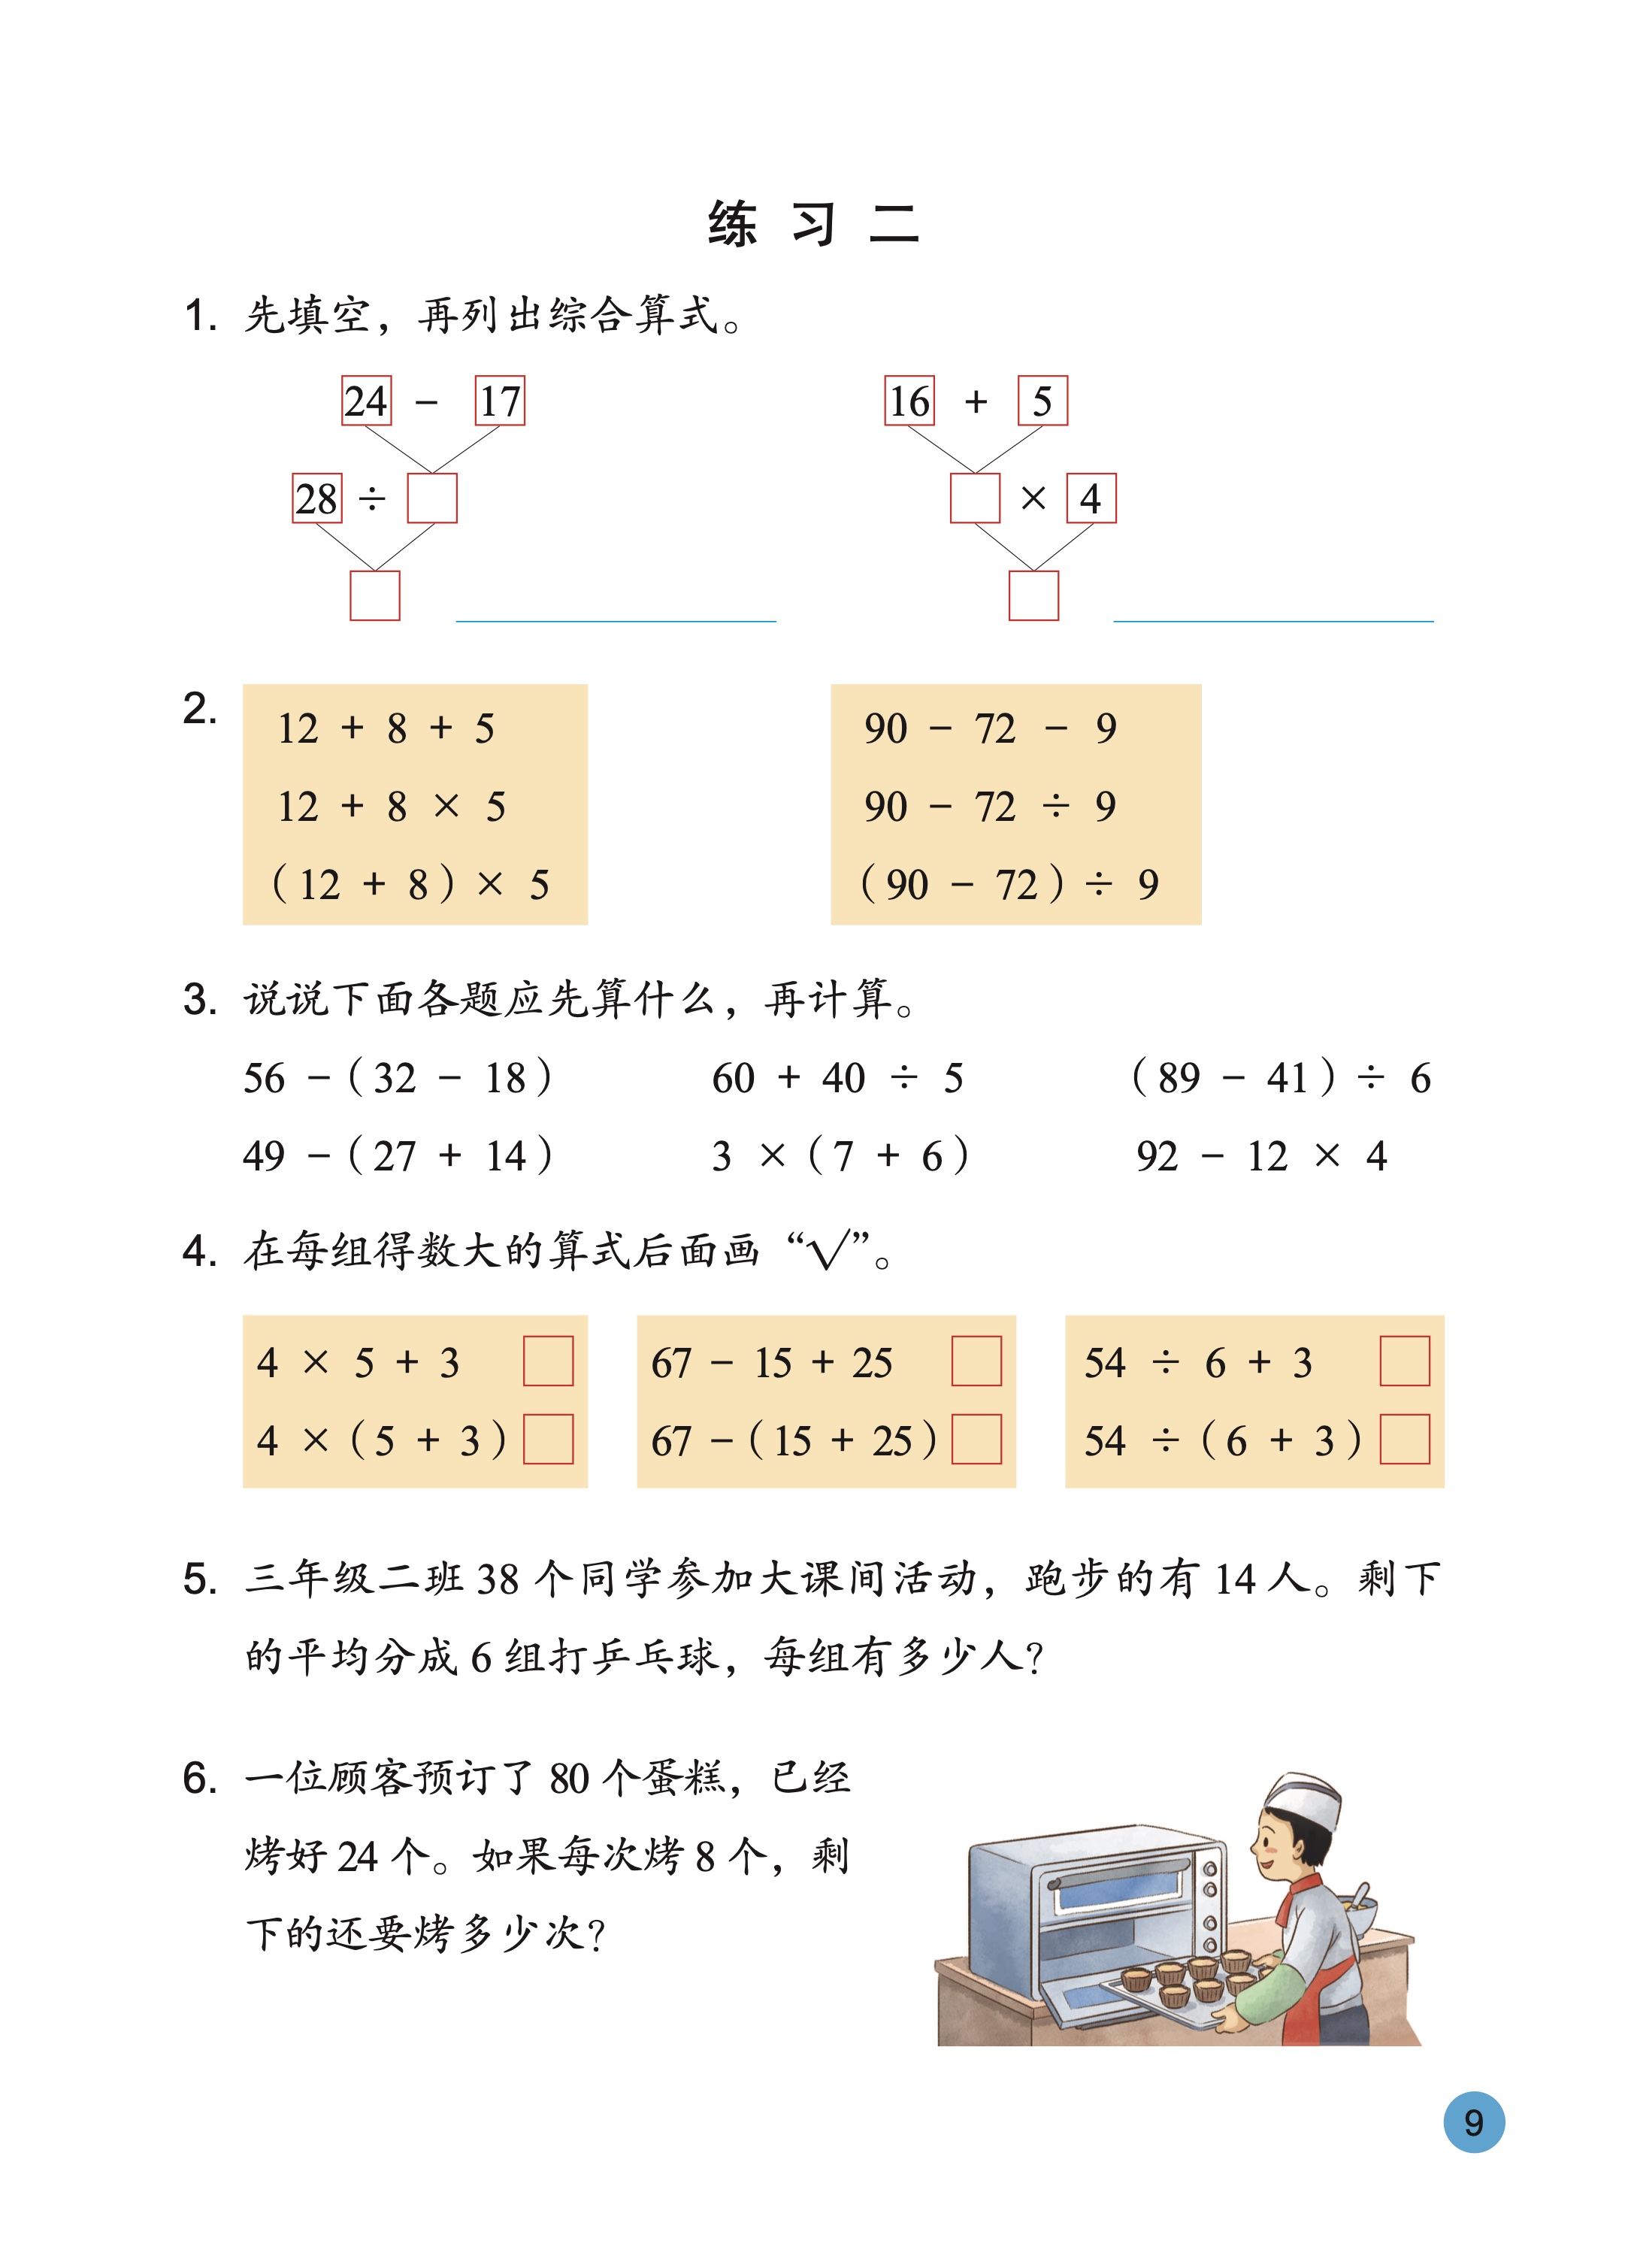 练 习 二
1. 先填空，再列出综合算式。
24 - 17
16 + 5
28 ÷
× 4
2.
12 + 8 + 5
12 + 8 × 5
（12 + 8）× 5
90 - 72 - 9
90 - 72 ÷ 9
（90 - 72）÷ 9
3. 说说下面各题应先算什么，再计算。
56 -（32 - 18） 60 + 40 ÷ 5 （89 - 41）÷ 6
49 -（27 + 14） 3 ×（7 + 6） 92 - 12 × 4
4. 在每组得数大的算式后面画“√”。
4 × 5 + 3
4 ×（5 + 3）
67 - 15 + 25
67 -（15 + 25）
54 ÷ 6 + 3
54 ÷（6 + 3）
5. 三年级二班 38 个同学参加大课间活动，跑步的有 14 人。剩下
的平均分成 6 组打乒乓球，每组有多少人？
6. 一位顾客预订了 80 个蛋糕，已经
烤好 24 个。如果每次烤 8 个，剩
下的还要烤多少次？
9